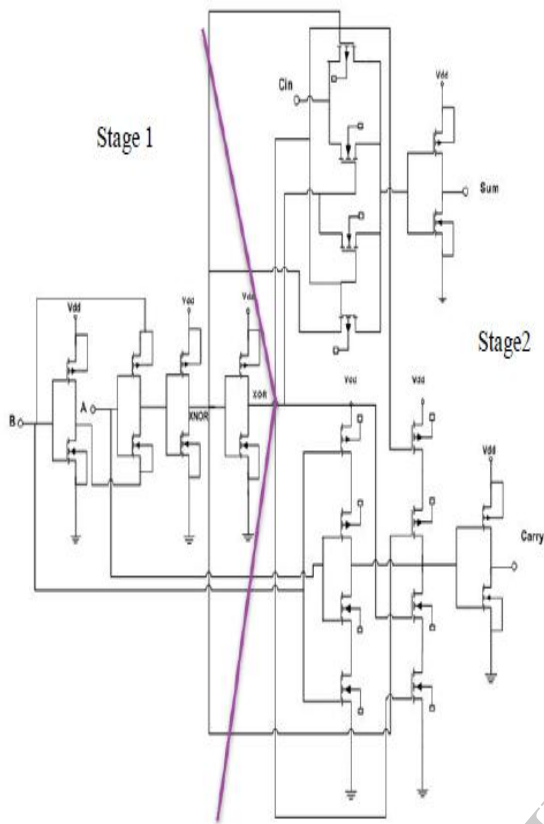 Stage 1
Cin
Vdd
Sum
Stage2
Vdd
Vdd
Vdd
B
A
XNOR
XOR
Vdd
Vdd
Vdd
Carry